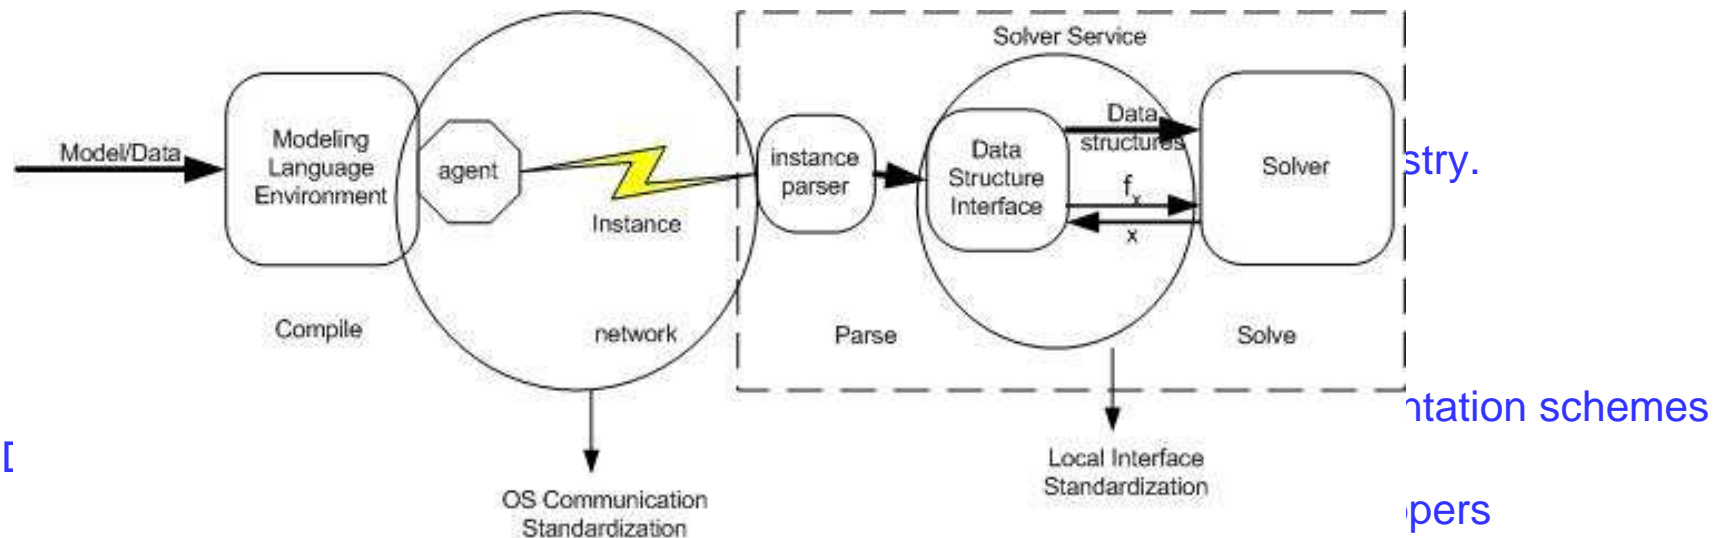 Solver Service
Model/Data
Modeling
Language
Environment
agent
Instance
instance
parser
Data
Structure
Interface
Data
structures
fx
x
Solver
stry.
Compile
network
Parse
Solve
ntation schemes
OS Communication
Standardization
Local Interface
Standardization
pers